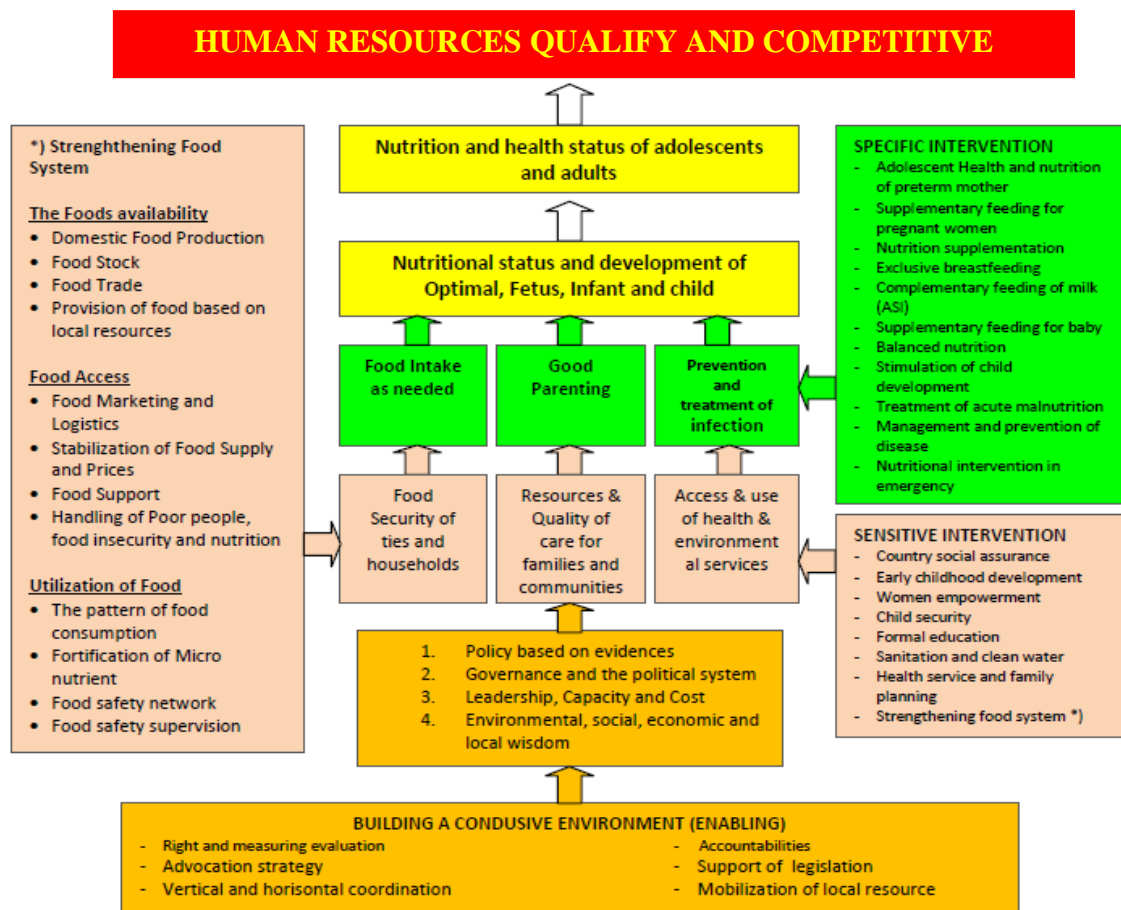 HUMAN RESOURCES QUALIFY AND COMPETITIVE
*) Strenghthening Food
System
The Foods availability
• Domestic Food Production
• Food Stock
• Food Trade
• Provision of food based on
local resources
Food Access
• Food Marketing and
Logistics
• Stabilization of Food Supply
and Prices
• Food Support
• Handling of Poor people,
food insecurity and nutrition
Utilization of Food
• The pattern of food
consumption
• Fortification of Micro
nutrient
• Food safety network
• Food safety supervision
Nutrition and health status of adolescents
and adults
Nutritional status and development of
Optimal, Fetus, Infant and child
Food Intake
as needed
Good
Parenting
Prevention
and
treatment of
infection
Food
Security of
ties and
households
Resources &
Quality of
care for
families and
communities
Access & use
of health &
environment
al services
1. Policy based on evidences
2. Governance and the political system
3. Leadership, Capacity and Cost
4. Environmental, social, economic and
local wisdom
SPECIFIC INTERVENTION
- Adolescent Health and nutrition
of preterm mother
- Supplementary feeding for
pregnant women
- Nutrition supplementation
- Exclusive breastfeeding
- Complementary feeding of milk
(ASI)
- Supplementary feeding for baby
- Balanced nutrition
- Stimulation of child
development
- Treatment of acute malnutrition
- Management and prevention of
disease
- Nutritional intervention in
emergency
SENSITIVE INTERVENTION
- Country social assurance
- Early childhood development
- Women empowerment
- Child security
- Formal education
- Sanitation and clean water
- Health service and family
planning
- Strengthening food system *)
BUILDING A CONDUSIVE ENVIRONMENT (ENABLING)
- Right and measuring evaluation
- Advocation strategy
- Vertical and horisontal coordination
- Accountabilities
- Support of legislation
- Mobilization of local resource